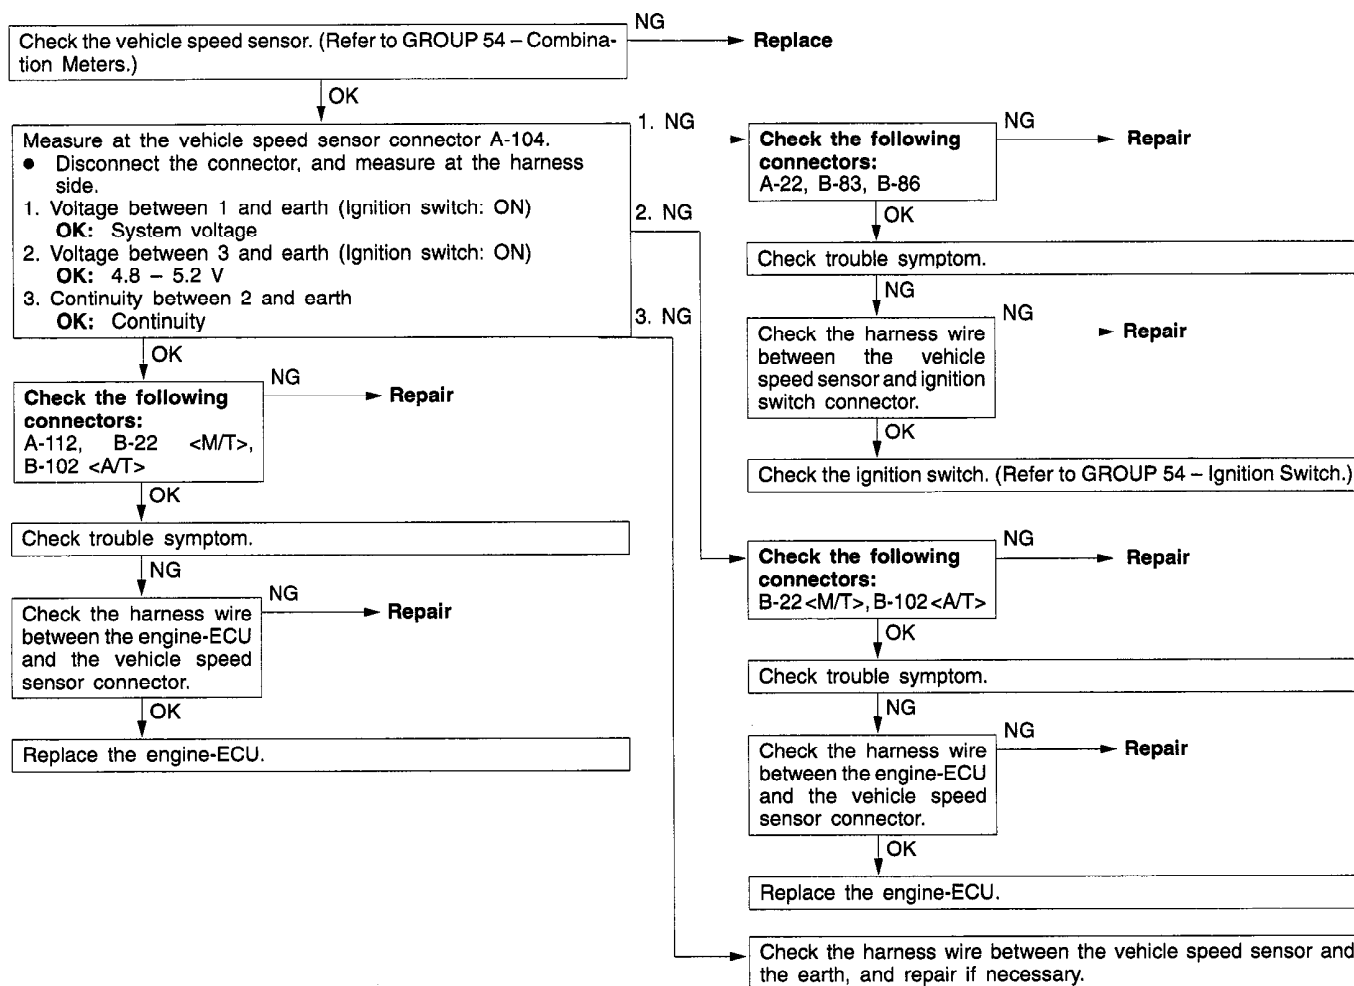 Check the vehicle speed sensor. (Refer to GROUP 54 – Combina-
tion Meters.)
NG
Replace
OK
Measure at the vehicle speed sensor connector A-104.
● Disconnect the connector, and measure at the harness
side.
1. Voltage between 1 and earth (Ignition switch: ON)
OK: System voltage
2. Voltage between 3 and earth (Ignition switch: ON)
OK: 4.8 – 5.2 V
3. Continuity between 2 and earth
OK: Continuity
1. NG
2. NG
3. NG
OK
Check the following
connectors:
A-112, B-22 <M/T>,
B-102 <A/T>
NG
Repair
OK
Check trouble symptom.
NG
Check the harness wire
between the engine-ECU
and the vehicle speed
sensor connector.
NG
Repair
OK
Replace the engine-ECU.
Check the following
connectors:
A-22, B-83, B-86
NG
Repair
OK
Check trouble symptom.
NG
Check the harness wire
between the vehicle
speed sensor and ignition
switch connector.
NG
Repair
OK
Check the ignition switch. (Refer to GROUP 54 – Ignition Switch.)
Check the following
connectors:
B-22<M/T>, B-102<A/T>
NG
Repair
OK
Check trouble symptom.
NG
Check the harness wire
between the engine-ECU
and the vehicle speed
sensor connector.
NG
Repair
OK
Replace the engine-ECU.
Check the harness wire between the vehicle speed sensor and
the earth, and repair if necessary.